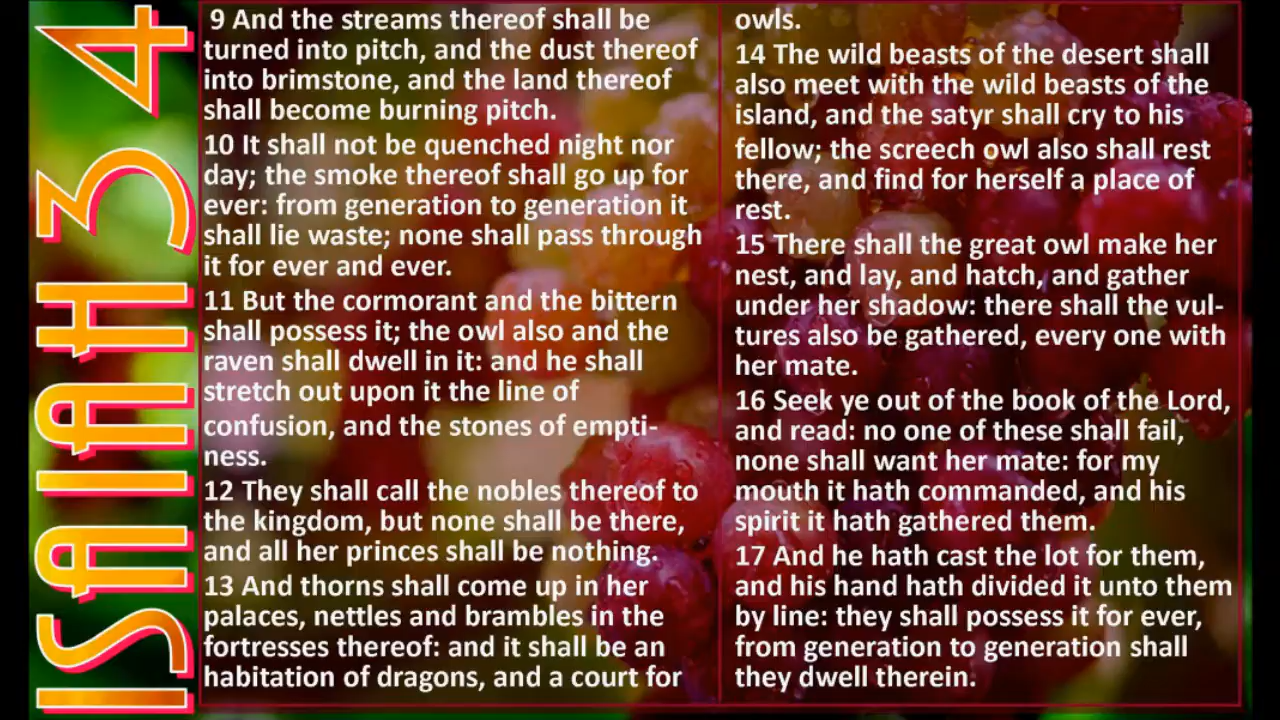 ISAIAH 34
9 And the streams thereof shall be
turned into pitch, and the dust thereof
into brimstone, and the land thereof
shall become burning pitch.
10 It shall not be quenched night nor
day; the smoke thereof shall go up for
ever: from generation to generation it
shall lie waste; none shall pass through
it for ever and ever.
11 But the cormorant and the bittern
shall possess it; the owl also and the
raven shall dwell in it: and he shall
stretch out upon it the line of
confusion, and the stones of empti-
ness.
12 They shall call the nobles thereof to
the kingdom, but none shall be there,
and all her princes shall be nothing.
13 And thorns shall come up in her
palaces, nettles and brambles in the
fortresses thereof: and it shall be an
habitation of dragons, and a court for
owls.
14 The wild beasts of the desert shall
also meet with the wild beasts of the
island, and the satyr shall cry to his
fellow; the screech owl also shall rest
there, and find for herself a place of
rest.
15 There shall the great owl make her
nest, and lay, and hatch, and gather
under her shadow: there shall the vul-
tures also be gathered, every one with
her mate.
16 Seek ye out of the book of the Lord,
and read: no one of these shall fail,
none shall want her mate: for my
mouth it hath commanded, and his
spirit it hath gathered them.
17 And he hath cast the lot for them,
and his hand hath divided it unto them
by line: they shall possess it for ever,
from generation to generation shall
they dwell therein.